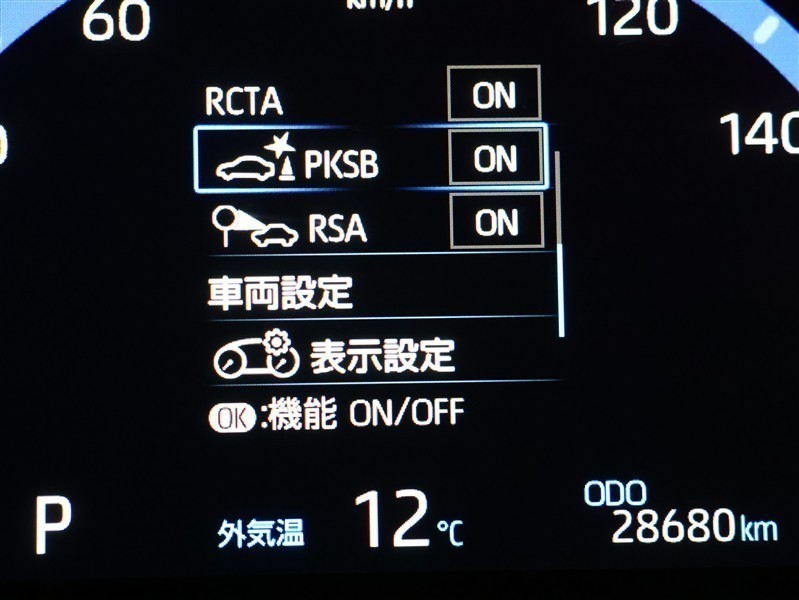 60 km/h 120
140
RCTA ON
PKSB ON
RSA ON
車両設定
表示設定
OK:機能 ON/OFF
P 外気温 12℃ ODO 28680km